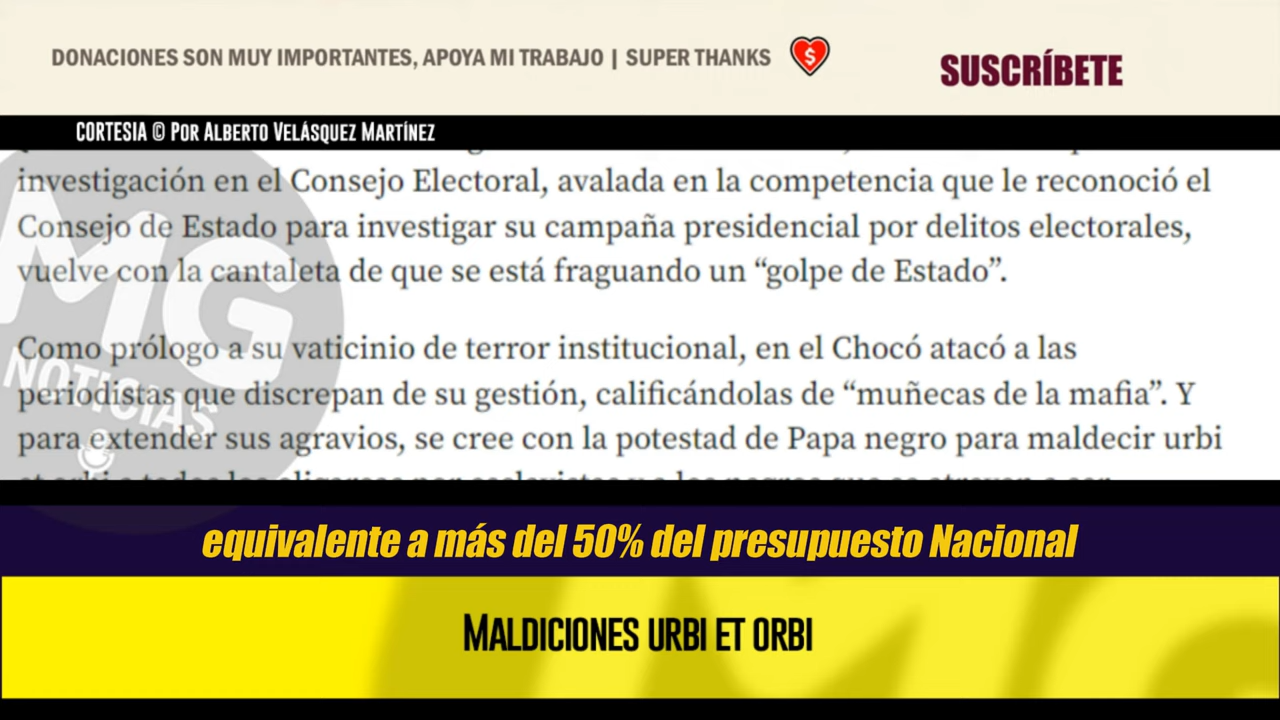 DONACIONES SON MUY IMPORTANTES, APOYA MI TRABAJO | SUPER THANKS
SUSCRÍBETE
CORTESIA © POR ALBERTO VELÁSQUEZ MARTÍNEZ
investigación en el Consejo Electoral, avalada en la competencia que le reconoció el
Consejo de Estado para investigar su campaña presidencial por delitos electorales,
vuelve con la cantaleta de que se está fraguando un “golpe de Estado”.
Como prólogo a su vaticinio de terror institucional, en el Chocó atacó a las
periodistas que discrepan de su gestión, calificándolas de “muñecas de la mafia”. Y
para extender sus agravios, se cree con la potestad de Papa negro para maldecir urbi
MG
NOTICIAS
equivalente a más del 50% del presupuesto Nacional
MALDICIONES URBI ET ORBI